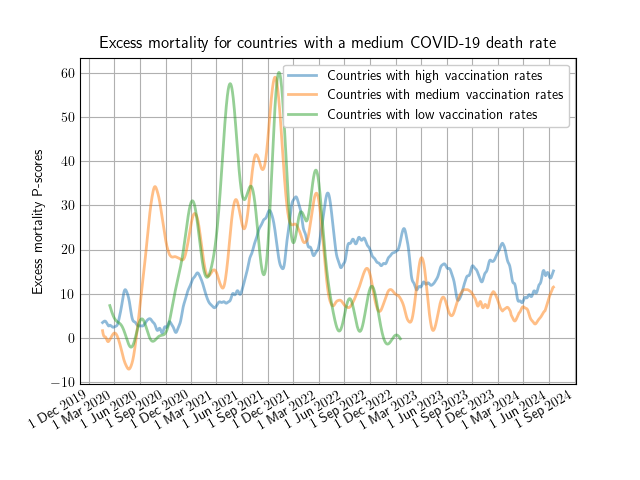 Excess mortality for countries with a medium COVID-19 death rate
Countries with high vaccination rates
Countries with medium vaccination rates
Countries with low vaccination rates
Excess mortality P-scores
60
50
40
30
20
10
0
−10
1 Dec 2019
1 Mar 2020
1 Jun 2020
1 Sep 2020
1 Dec 2020
1 Mar 2021
1 Jun 2021
1 Sep 2021
1 Dec 2021
1 Mar 2022
1 Jun 2022
1 Sep 2022
1 Dec 2022
1 Mar 2023
1 Jun 2023
1 Sep 2023
1 Dec 2023
1 Mar 2024
1 Jun 2024
1 Sep 2024